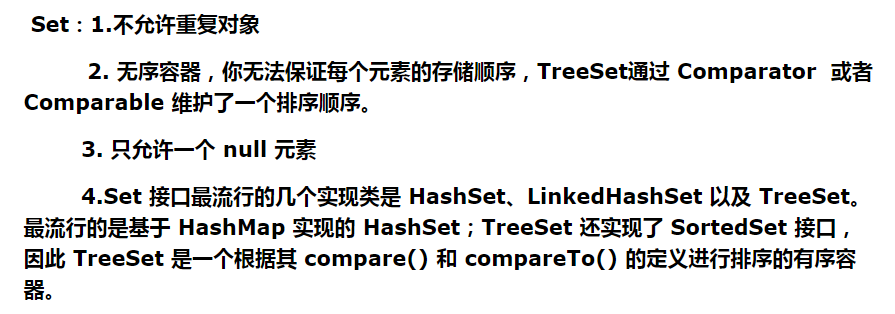 Set：1.不允许重复对象
2. 无序容器，你无法保证每个元素的存储顺序，TreeSet通过 Comparator 或者
Comparable 维护了一个排序顺序。
3. 只允许一个 null 元素
4.Set 接口最流行的几个实现类是 HashSet、LinkedHashSet 以及 TreeSet。
最流行的是基于 HashMap 实现的 HashSet；TreeSet 还实现了 SortedSet 接口，
因此 TreeSet 是一个根据其 compare() 和 compareTo() 的定义进行排序的有序容
器。